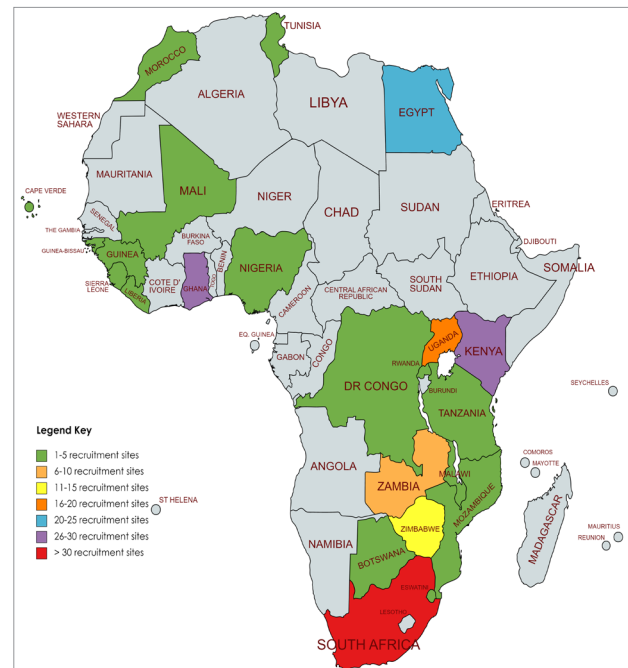 TUNISIA
MOROCCO
ALGERIA
LIBYA
EGYPT
WESTERN
SAHARA
MAURITANIA
MALI
NIGER
CHAD
SUDAN
ERITREA
CAPE VERDE
SENEGAL
THE GAMBIA
GUINEA-BISSAU
GUINEA
BURKINA
FASO
BENIN
TOGO
NIGERIA
DJIBOUTI
SOMALIA
ETHIOPIA
SOUTH
SUDAN
CENTRAL AFRICAN
REPUBLIC
CAMEROON
SIERRA-
LEONE
LIBERIA
COTE D'
IVOIRE
GHANA
EQ. GUINEA
GABON
CONGO
UGANDA
KENYA
RWANDA
BURUNDI
DR CONGO
TANZANIA
SEYCHELLES
Legend Key
1-5 recruitment sites
6-10 recruitment sites
11-15 recruitment sites
16-20 recruitment sites
20-25 recruitment sites
26-30 recruitment sites
> 30 recruitment sites
ST HELENA
ANGOLA
ZAMBIA
MALAWI
MOZAMBIQUE
COMOROS
MAYOTTE
MADAGASCAR
MAURITIUS
REUNION
ZIMBABWE
NAMIBIA
BOTSWANA
ESWATINI
LESOTHO
SOUTH AFRICA